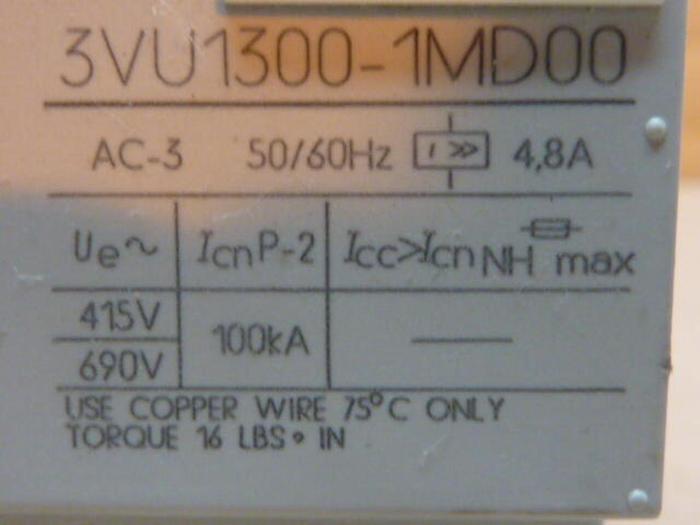 3VU1300-1MD00
AC-3 50/60Hz I >> 4,8A
Ue~ IcnP-2 Icc>Icn NH max
415V
100kA —
690V
USE COPPER WIRE 75°C ONLY
TORQUE 16 LBS • IN